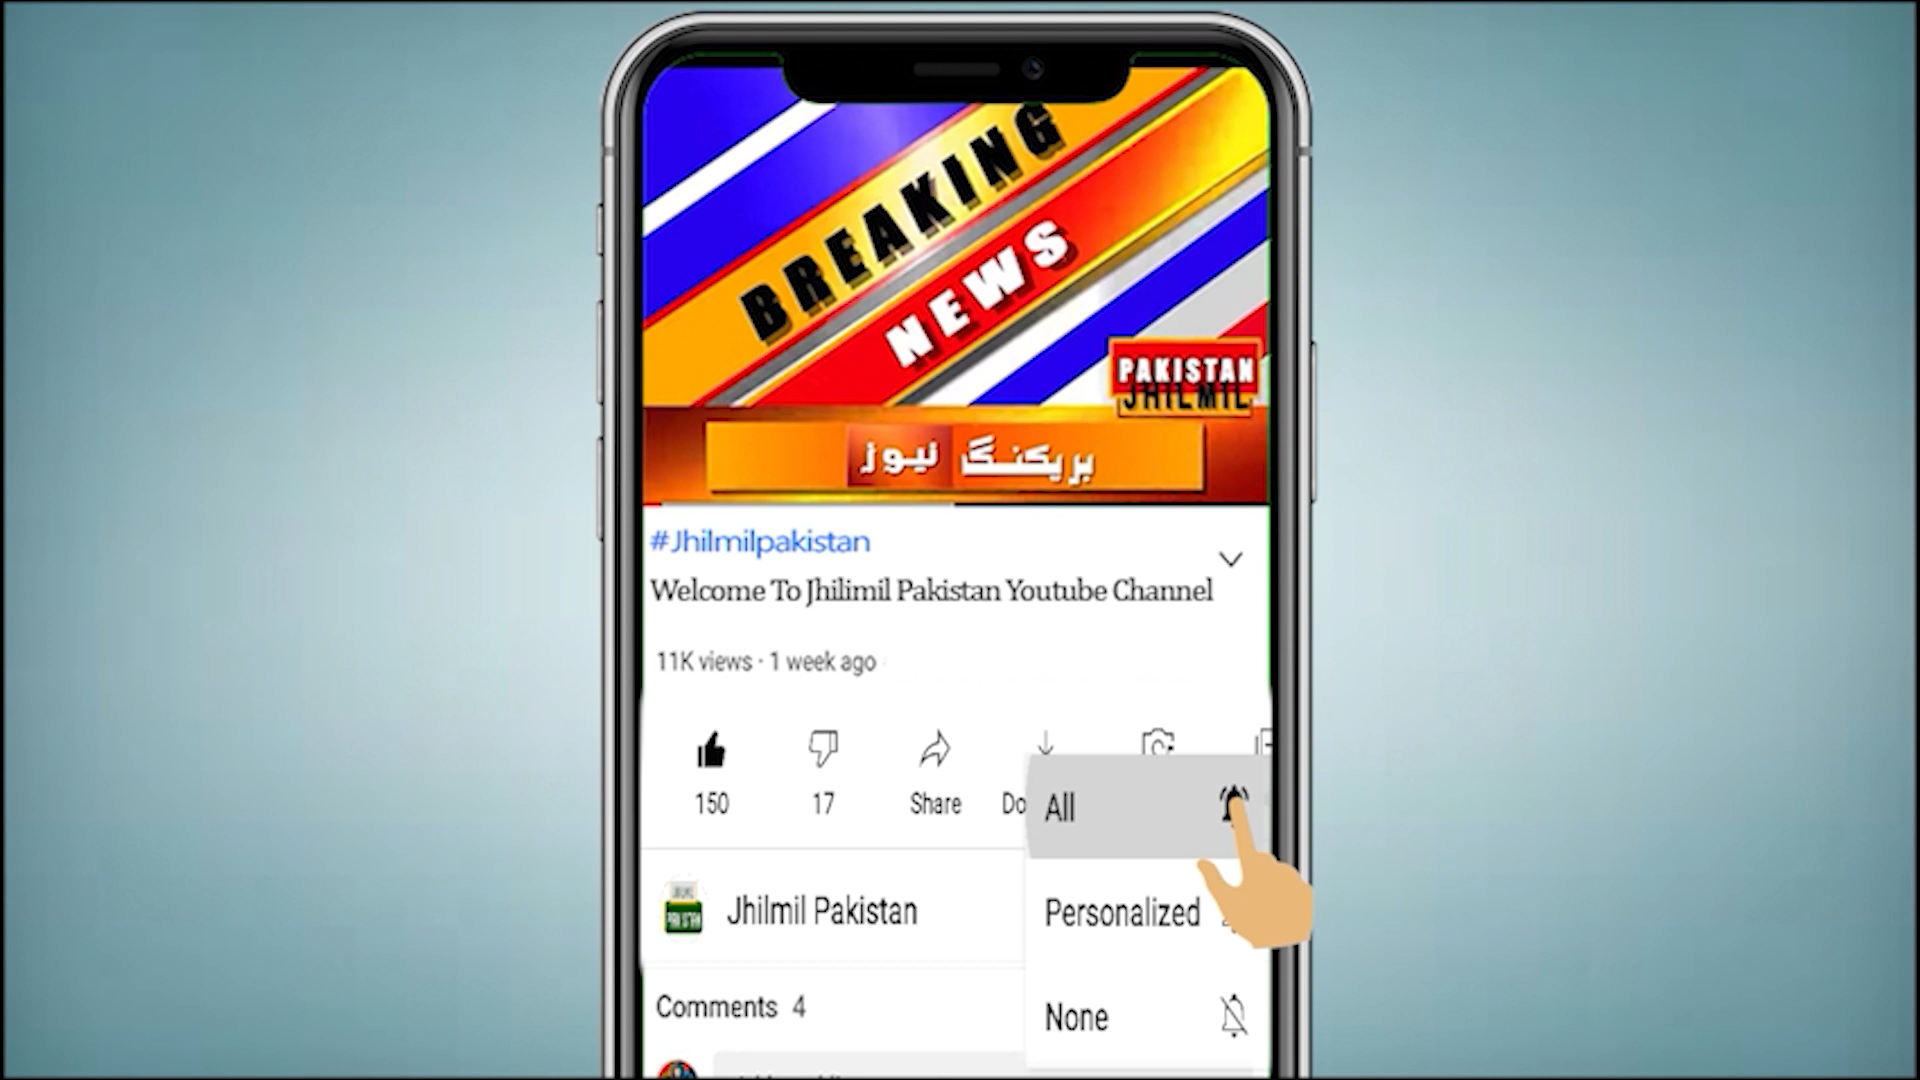 BREAKING
NEWS
PAKISTAN
JHILMIL
بریکنگ نیوز
#Jhilmilpakistan
Welcome To Jhilimil Pakistan Youtube Channel
11K views · 1 week ago
150 17 Share Do
All
Jhilmil Pakistan
Personalized
Comments 4
None